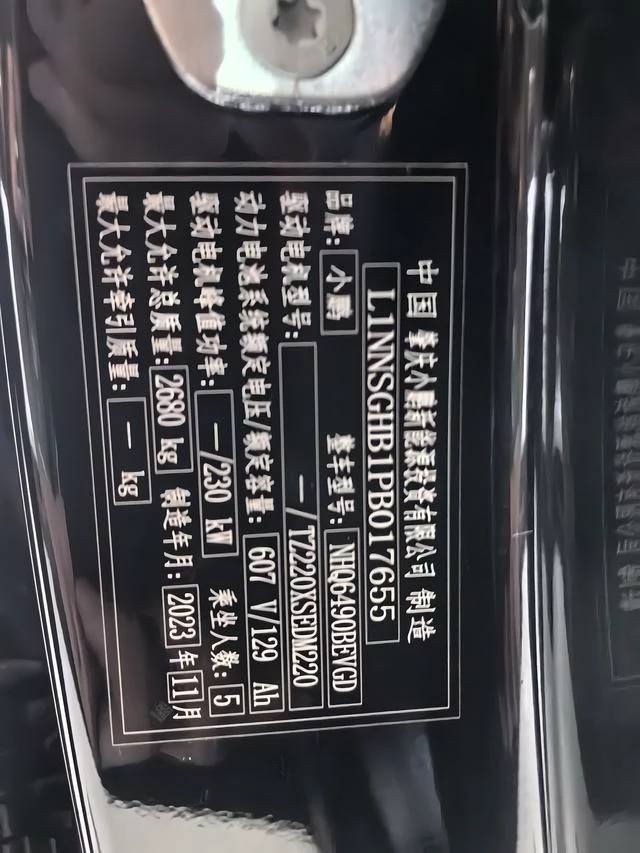 中国 肇庆小鹏新能源投资有限公司 制造
L1NNSGHB1PB017655
品牌: 小鹏 整车型号: NHQ6490BEVGD
驱动电机型号: —/TZ220XSEDM220
动力电池系统额定电压/额定容量: 607 V/129 Ah
驱动电机峰值功率: —/230 kW 乘坐人数: 5
最大允许总质量: 2680 kg 制造年月: 2023 年 11 月
最大允许牵引质量: — kg